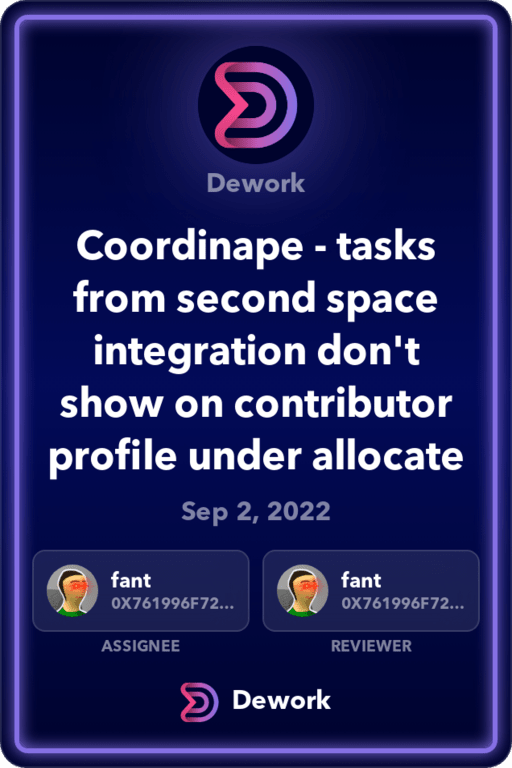 Dework
Coordinape - tasks
from second space
integration don't
show on contributor
profile under allocate
Sep 2, 2022
fant
0X761996F72...
ASSIGNEE
fant
0X761996F72...
REVIEWER
Dework